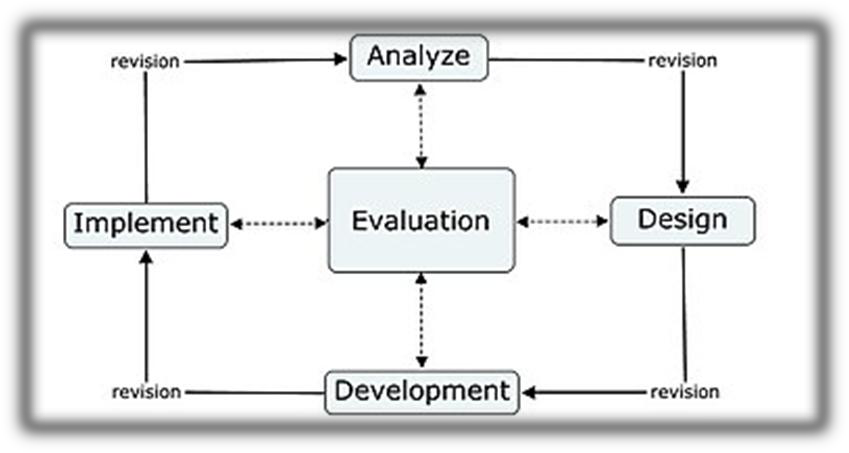 Analyze
revision
revision
Implement
Evaluation
Design
revision
Development
revision